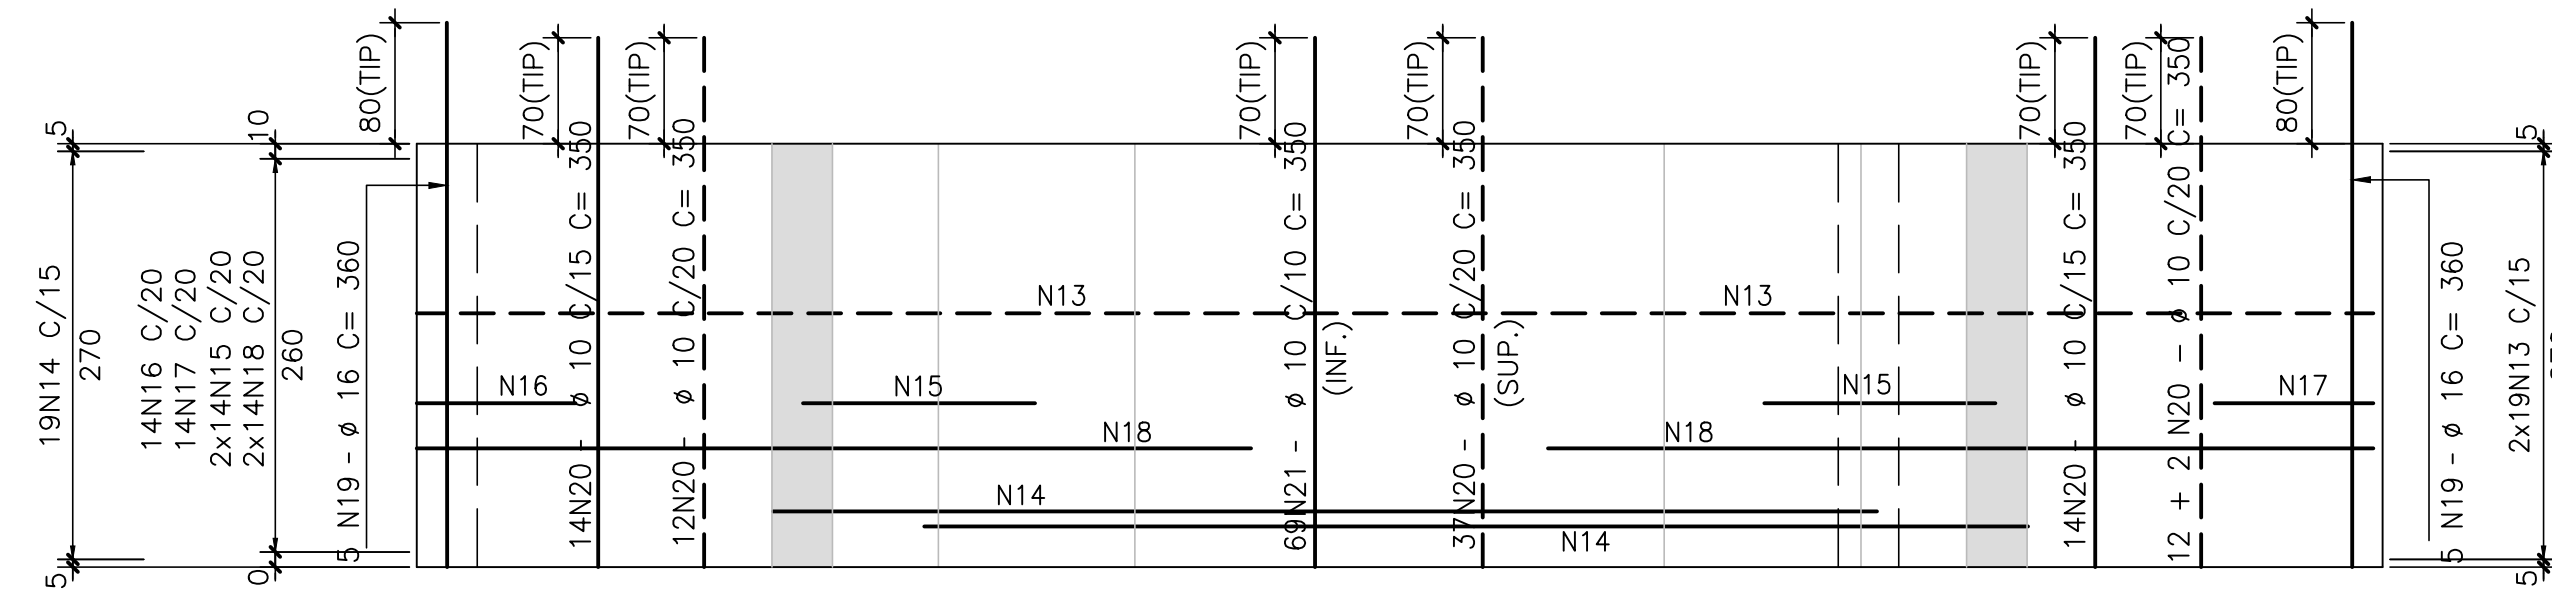 5
19N14 C/15
270
5
14N16 C/20
14N17 C/20
2x14N15 C/20
2x14N18 C/20
10
260
0
5 N19 - ø 16 C= 360
80(TIP)
70(TIP)
14N20 - ø 10 C/15 C= 350
70(TIP)
12N20 - ø 10 C/20 C= 350
70(TIP)
69N21 - ø 10 C/10 C= 350
(INF.)
70(TIP)
37N20 - ø 10 C/20 C= 350
(SUP.)
70(TIP)
14N20 - ø 10 C/15 C= 350
70(TIP)
12 + 2 N20 - ø 10 C/20 C= 350
80(TIP)
5 N19 - ø 16 C= 360
5
2x19N13 C/15
5
N13
N13
N16
N15
N15
N17
N18
N18
N14
N14